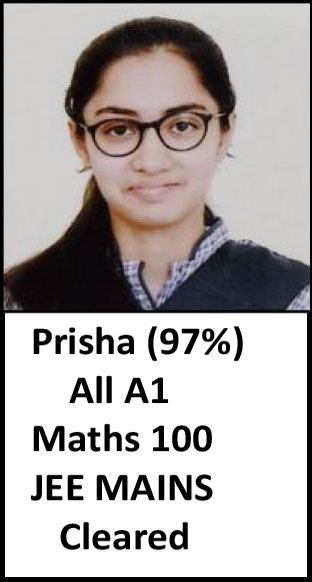 Prisha (97%)
All A1
Maths 100
JEE MAINS
Cleared